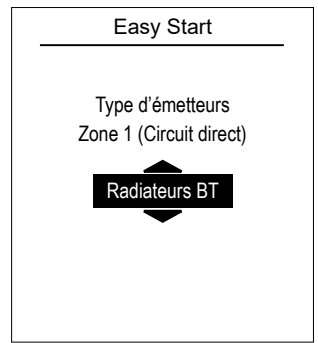 Easy Start
Type d'émetteurs
Zone 1 (Circuit direct)
Radiateurs BT